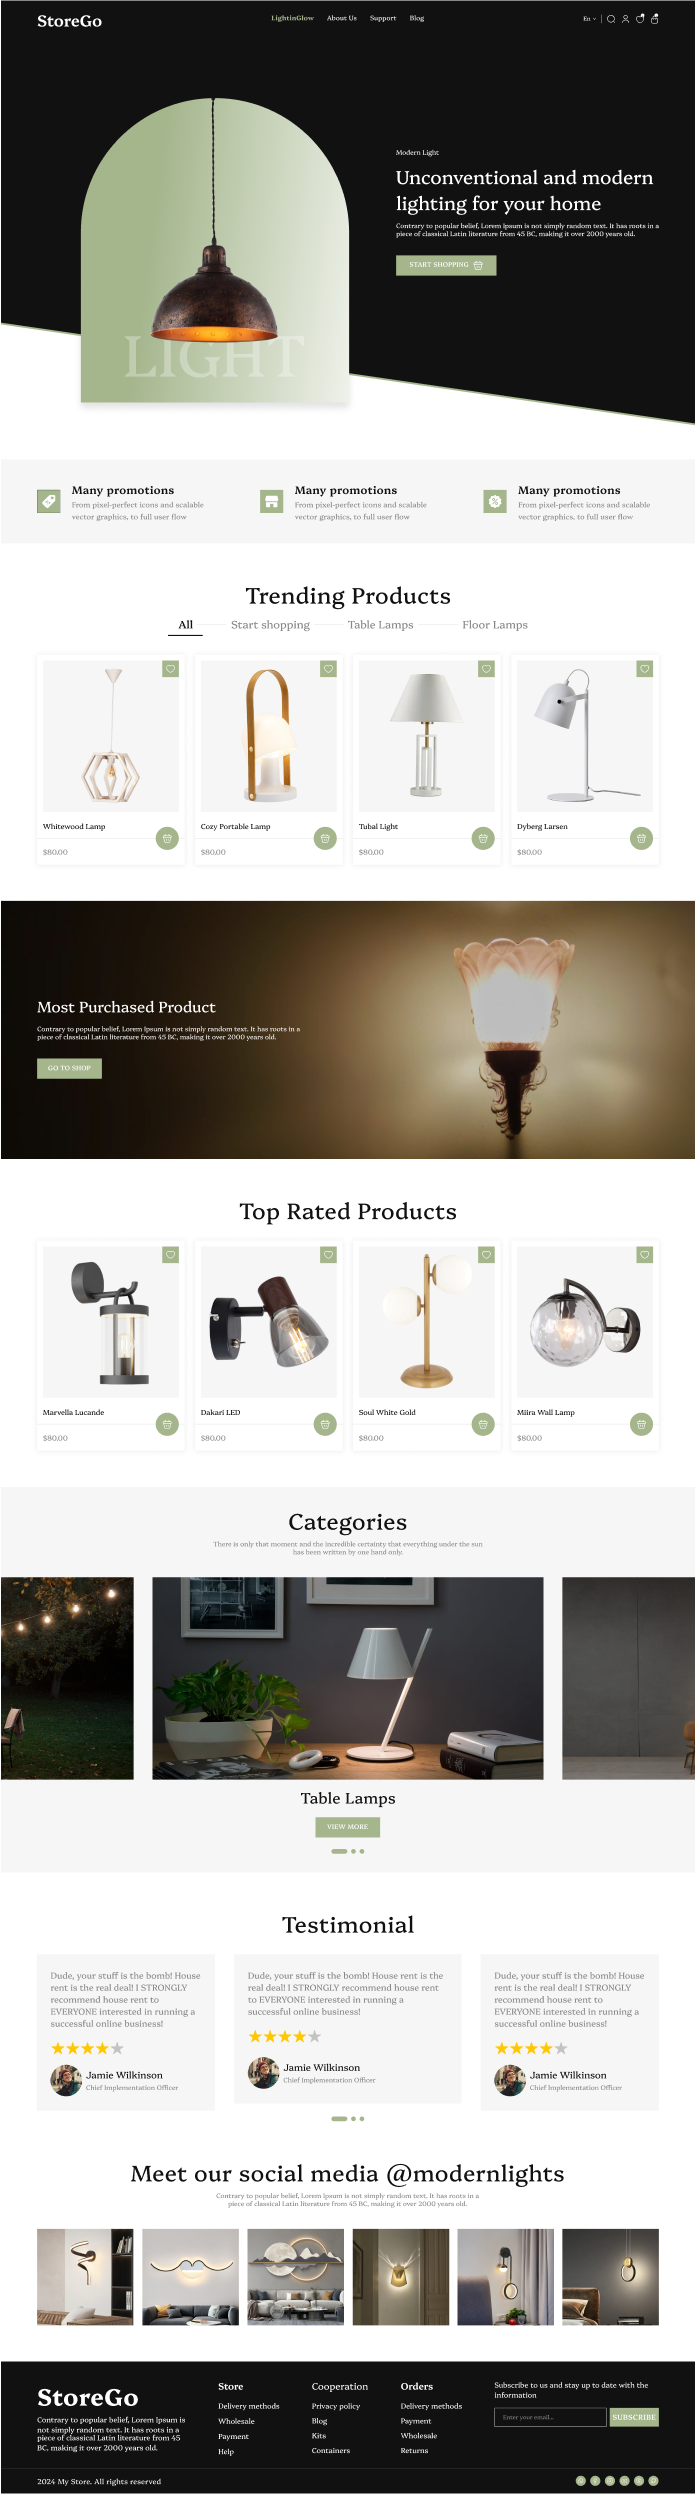 StoreGo
LightinGlow
About Us
Support
Blog
En
Modern Light
Unconventional and modern
lighting for your home
Contrary to popular belief, Lorem Ipsum is not simply random text. It has roots in a
piece of classical Latin literature from 45 BC, making it over 2000 years old.
START SHOPPING
LIGHT
Many promotions
From pixel-perfect icons and scalable
vector graphics, to full user flow
Many promotions
From pixel-perfect icons and scalable
vector graphics, to full user flow
Many promotions
From pixel-perfect icons and scalable
vector graphics, to full user flow
Trending Products
All
Start shopping
Table Lamps
Floor Lamps
Whitewood Lamp
$80.00
Cozy Portable Lamp
$80.00
Tubal Light
$80.00
Dyberg Larsen
$80.00
Most Purchased Product
Contrary to popular belief, Lorem Ipsum is not simply random text. It has roots in a
piece of classical Latin literature from 45 BC, making it over 2000 years old.
GO TO SHOP
Top Rated Products
Marvella Lucande
$80.00
Dakari LED
$80.00
Soul White Gold
$80.00
Miira Wall Lamp
$80.00
Categories
There is only that moment and the incredible certainty that everything under the sun
has been written by one hand only.
Table Lamps
VIEW MORE
Testimonial
Dude, your stuff is the bomb! House
rent is the real deal! I STRONGLY
recommend house rent to
EVERYONE interested in running a
successful online business!
Jamie Wilkinson
Chief Implementation Officer
Dude, your stuff is the bomb! House rent is the
real deal! I STRONGLY recommend house rent
to EVERYONE interested in running a
successful online business!
Jamie Wilkinson
Chief Implementation Officer
Dude, your stuff is the bomb! House
rent is the real deal! I STRONGLY
recommend house rent to
EVERYONE interested in running a
successful online business!
Jamie Wilkinson
Chief Implementation Officer
Meet our social media @modernlights
Contrary to popular belief, Lorem Ipsum is not simply random text. It has roots in a
piece of classical Latin literature from 45 BC, making it over 2000 years old.
StoreGo
Contrary to popular belief, Lorem Ipsum is
not simply random text. It has roots in a
piece of classical Latin literature from 45
BC, making it over 2000 years old.
Store
Delivery methods
Wholesale
Payment
Help
Cooperation
Privacy policy
Blog
Kits
Containers
Orders
Delivery methods
Payment
Wholesale
Returns
Subscribe to us and stay up to date with the
information
Enter your email...
SUBSCRIBE
2024 My Store. All rights reserved